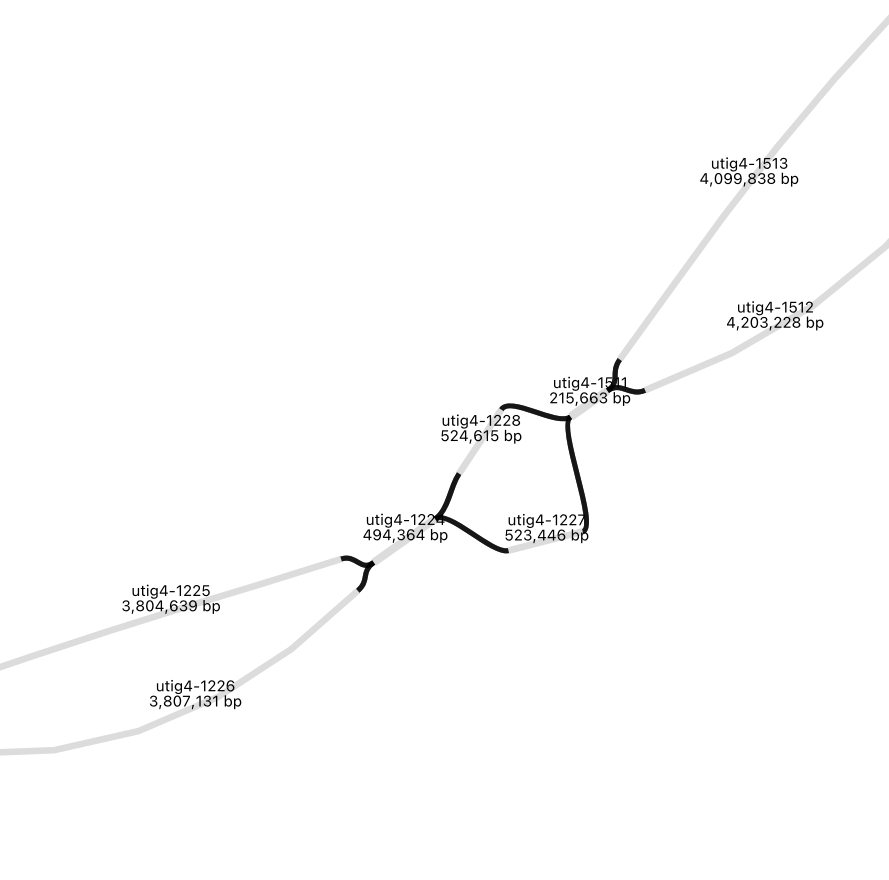 utig4-1513
4,099,838 bp
utig4-1512
4,203,228 bp
utig4-1511
215,663 bp
utig4-1228
524,615 bp
utig4-1224
494,364 bp
utig4-1227
523,446 bp
utig4-1225
3,804,639 bp
utig4-1226
3,807,131 bp